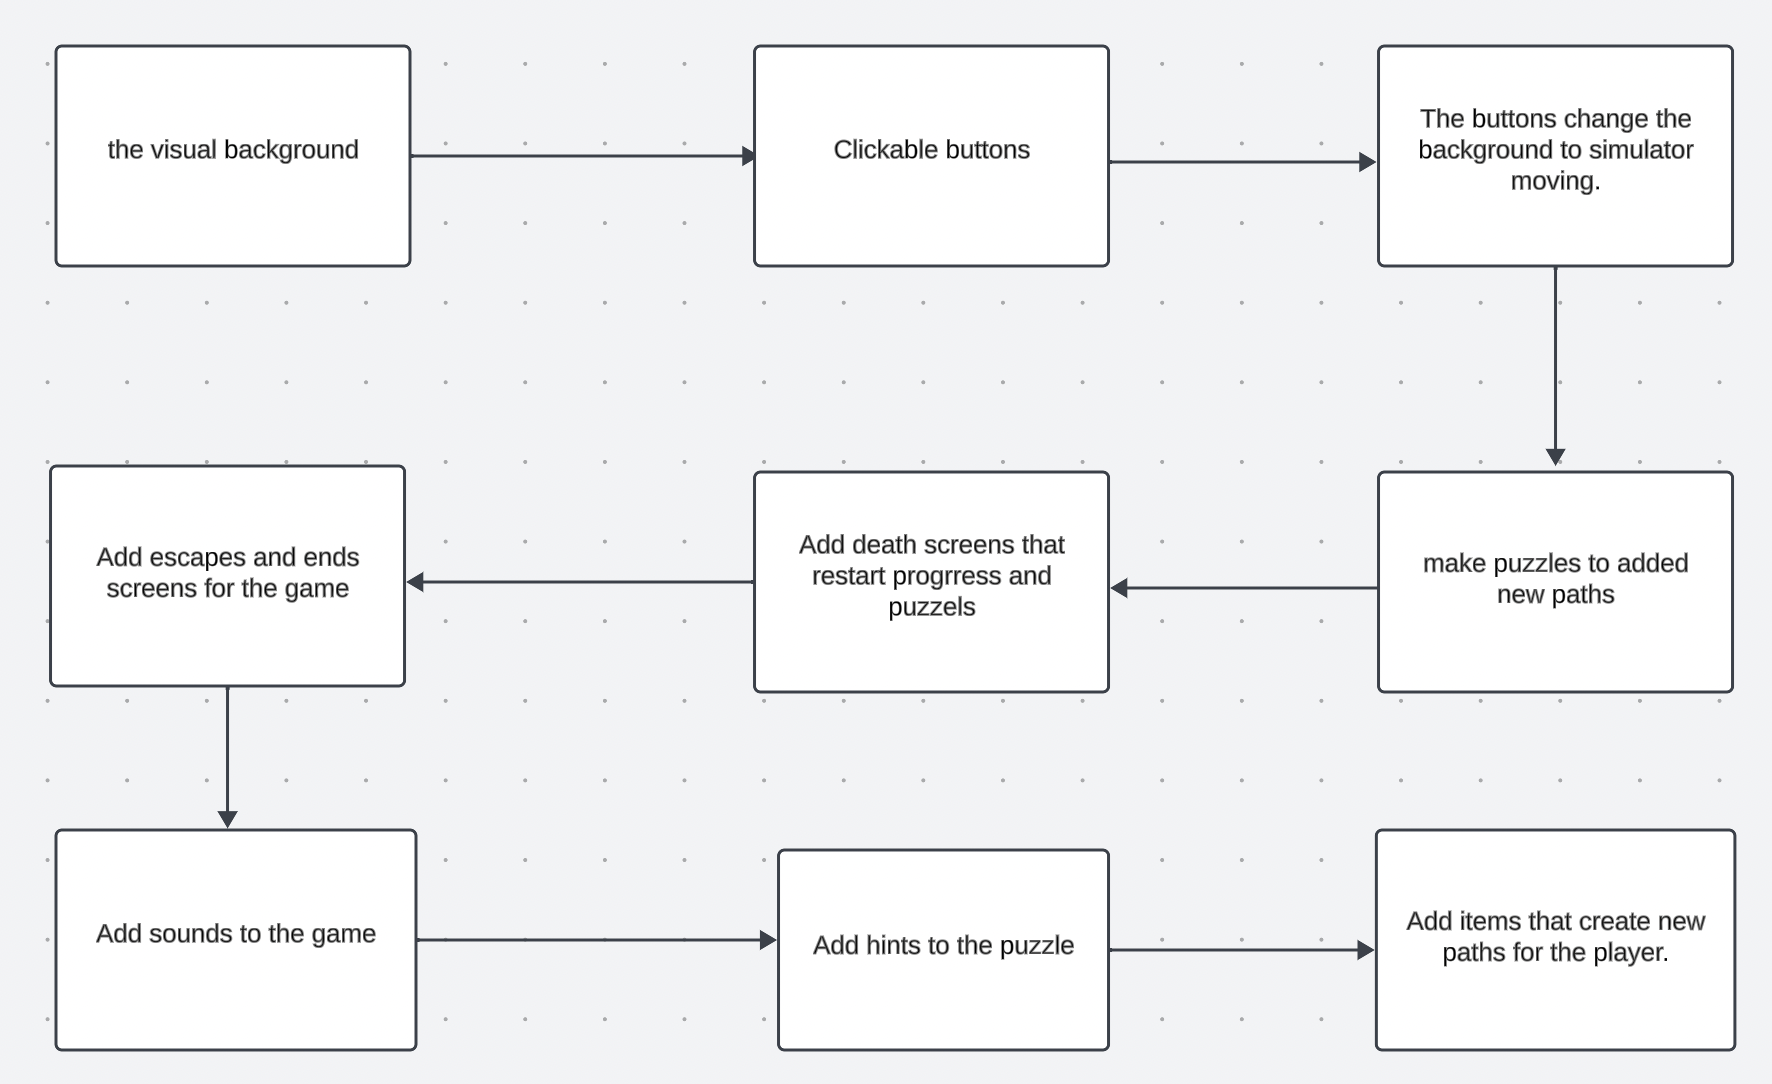 the visual background
Clickable buttons
The buttons change the
background to simulator
moving.
make puzzles to added
new paths
Add death screens that
restart progrress and
puzzels
Add escapes and ends
screens for the game
Add sounds to the game
Add hints to the puzzle
Add items that create new
paths for the player.